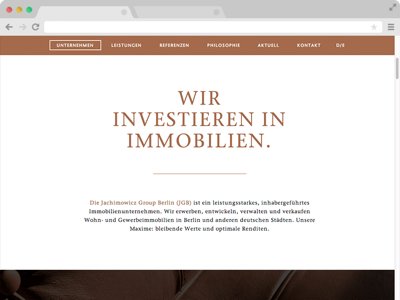 UNTERNEHMEN LEISTUNGEN REFERENZEN PHILOSOPHIE AKTUELL KONTAKT D/E
WIR
INVESTIEREN IN
IMMOBILIEN.
Die Jachimowicz Group Berlin (JGB) ist ein leistungsstarkes, inhabergeführtes
Immobilienunternehmen. Wir erwerben, entwickeln, verwalten und verkaufen
Wohn- und Gewerbeimmobilien in Berlin und anderen deutschen Städten. Unsere
Maxime: bleibende Werte und optimale Renditen.